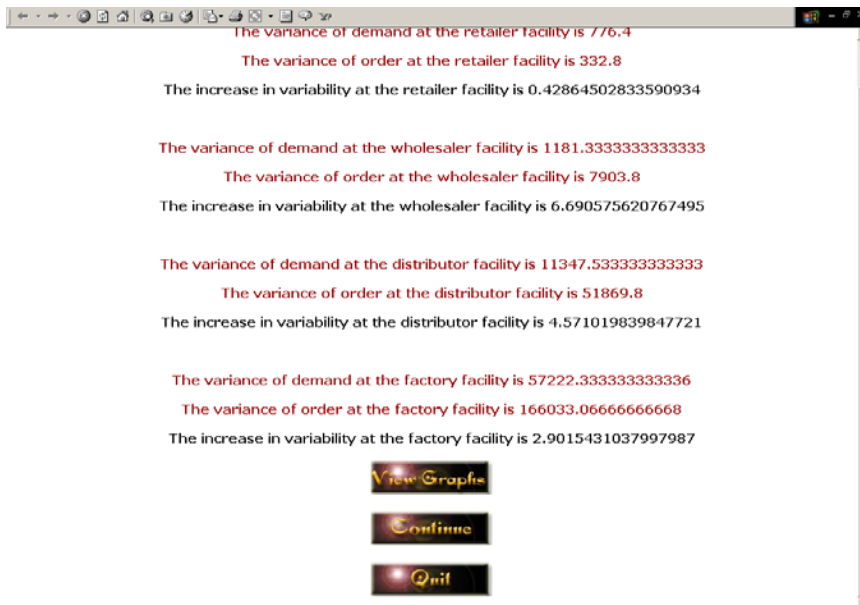 The variance of demand at the retailer facility is 776.4
The variance of order at the retailer facility is 332.8
The increase in variability at the retailer facility is 0.42864502833590934
The variance of demand at the wholesaler facility is 1181.3333333333333
The variance of order at the wholesaler facility is 7903.8
The increase in variability at the wholesaler facility is 6.690575620767495
The variance of demand at the distributor facility is 11347.533333333333
The variance of order at the distributor facility is 51869.8
The increase in variability at the distributor facility is 4.571019839847721
The variance of demand at the factory facility is 57222.333333333336
The variance of order at the factory facility is 166033.06666666668
The increase in variability at the factory facility is 2.9015431037997987
View Graphs
Continue
Quit